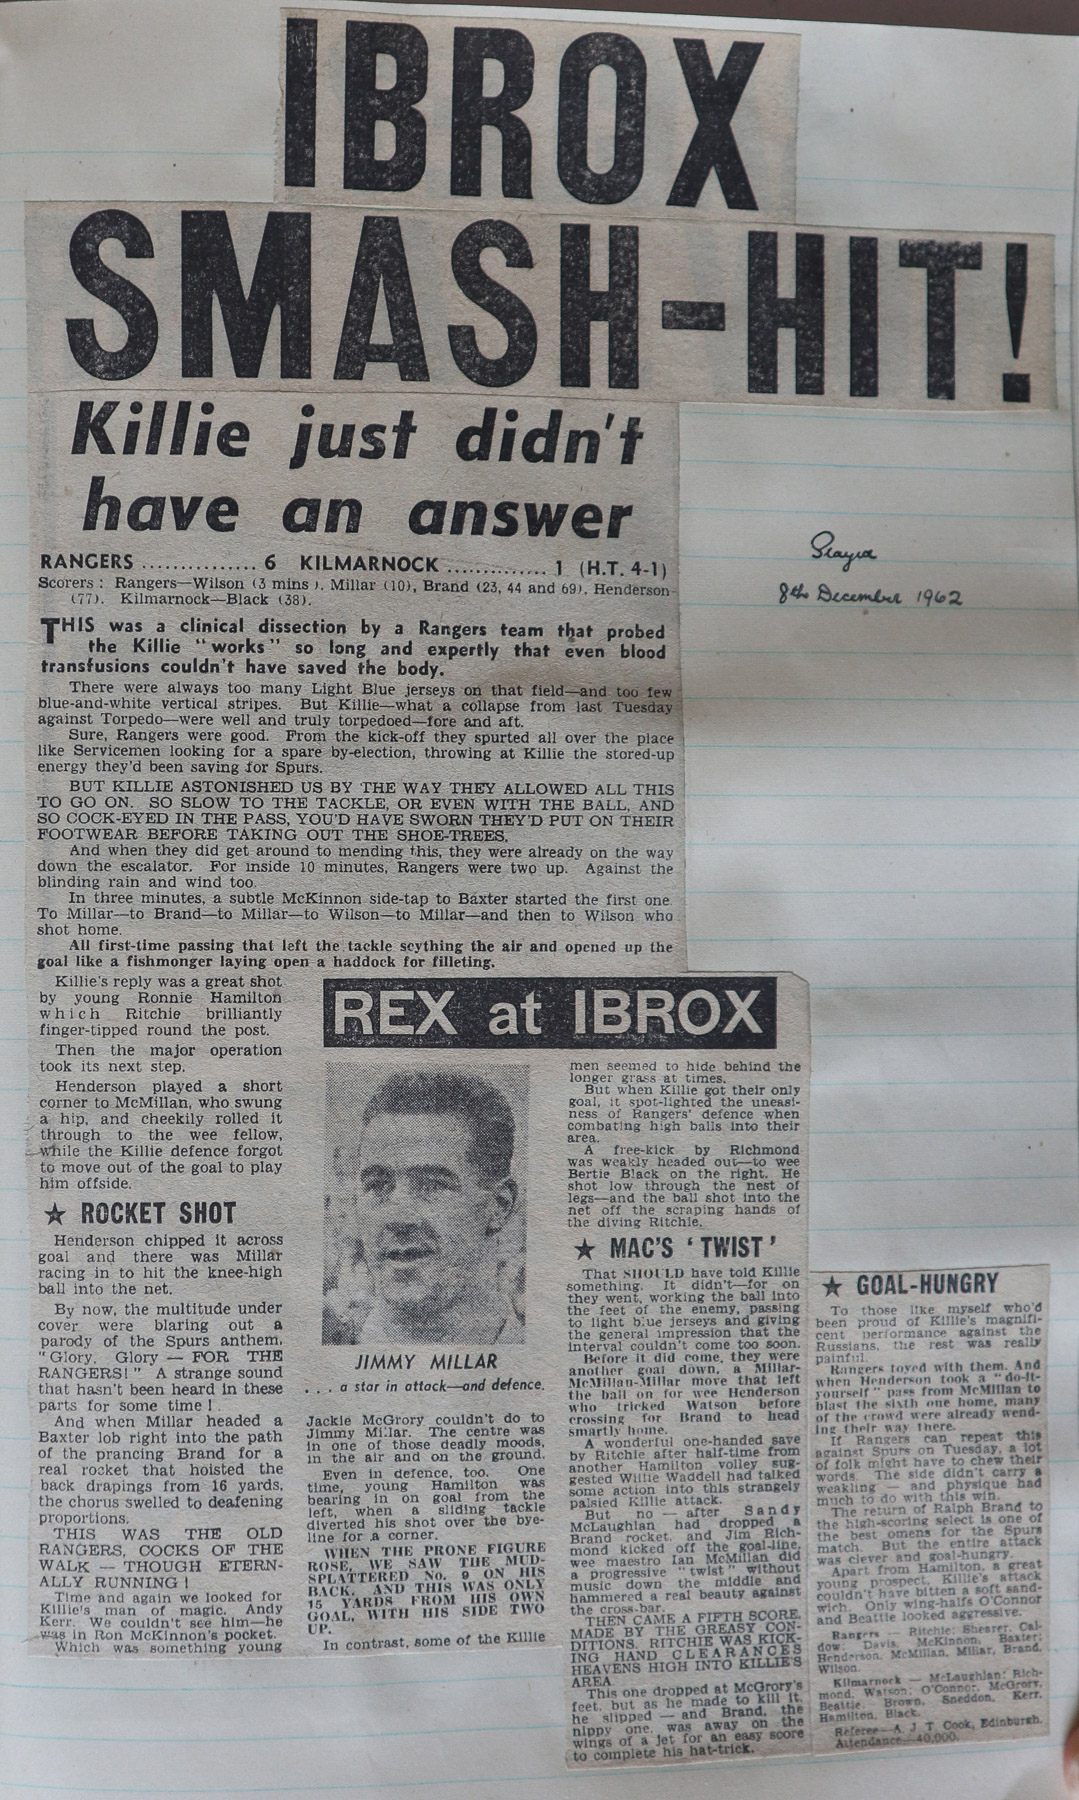 IBROX
SMASH-HIT!
Killie just didn't
have an answer
RANGERS ............... 6 KILMARNOCK ............. 1 (H.T. 4-1)
Scorers: Rangers—Wilson (3 mins), Millar (10), Brand (23, 44 and 69), Henderson
(77). Kilmarnock—Black (38).
8th December 1962
THIS was a clinical dissection by a Rangers team that probed
the Killie "works" so long and expertly that even blood
transfusions couldn't have saved the body.
There were always too many Light Blue jerseys on that field—and too few
blue-and-white vertical stripes. But Killie—what a collapse from last Tuesday
against Torpedo—were well and truly torpedoed—fore and aft.
Sure, Rangers were good. From the kick-off they spurted all over the place
like Servicemen looking for a spare by-election, throwing at Killie the stored-up
energy they'd been saving for Spurs.
BUT KILLIE ASTONISHED US BY THE WAY THEY ALLOWED ALL THIS
TO GO ON. SO SLOW TO THE TACKLE, OR EVEN WITH THE BALL, AND
SO COCK-EYED IN THE PASS, YOU'D HAVE SWORN THEY'D PUT ON THEIR
FOOTWEAR BEFORE TAKING OUT THE SHOE-TREES.
And when they did get around to mending this, they were already on the way
down the escalator. For inside 10 minutes, Rangers were two up. Against the
blinding rain and wind too.
In three minutes, a subtle McKinnon side-tap to Baxter started the first one.
To Millar—to Brand—to Millar—to Wilson—to Millar—and then to Wilson who
shot home.
All first-time passing that left the tackle scything the air and opened up the
goal like a fishmonger laying open a haddock for filleting.
Killie's reply was a great shot
by young Ronnie Hamilton
which Ritchie brilliantly
finger-tipped round the post.
Then the major operation
took its next step.
Henderson played a short
corner to McMillan, who swung
a hip, and cheekily rolled it
through to the wee fellow,
while the Killie defence forgot
to move out of the goal to play
him offside.
★ ROCKET SHOT
Henderson chipped it across
goal and there was Millar
racing in to hit the knee-high
ball into the net.
By now, the multitude under
cover were blaring out a
parody of the Spurs anthem,
"Glory, Glory — FOR THE
RANGERS!" A strange sound
that hasn't been heard in these
parts for some time!
And when Millar headed a
Baxter lob right into the path
of the prancing Brand for a
real rocket that hoisted the
back drapings from 16 yards,
the chorus swelled to deafening
proportions.
THIS WAS THE OLD
RANGERS, COCKS OF THE
WALK — THOUGH ETERN-
ALLY RUNNING!
Time and again we looked for
Killie's man of magic, Andy
Kerr. We couldn't see him—he
was in Ron McKinnon's pocket.
Which was something young
REX at IBROX
JIMMY MILLAR
. . . a star in attack—and defence.
Jackie McGrory couldn't do to
Jimmy Millar. The centre was
in one of those deadly moods,
in the air and on the ground.
Even in defence, too. One
time, young Hamilton was
bearing in on goal from the
left, when a sliding tackle
diverted his shot over the bye-
line for a corner.
WHEN THE PRONE FIGURE
ROSE, WE SAW THE MUD-
SPLATTERED No. 9 ON HIS
BACK. AND THIS WAS ONLY
15 YARDS FROM HIS OWN
GOAL, WITH HIS SIDE TWO
UP.
In contrast, some of the Killie
men seemed to hide behind the
longer grass at times.
But when Killie got their only
goal, it spot-lighted the uneasi-
ness of Rangers' defence when
combating high balls into their
area.
A free-kick by Richmond
was weakly headed out—to wee
Bertie Black on the right. He
shot low through the nest of
legs—and the ball shot into the
net off the scraping hands of
the diving Ritchie.
★ MAC'S 'TWIST'
That SHOULD have told Killie
something. It didn't—for on
they went, working the ball into
the feet of the enemy, passing
to light blue jerseys and giving
the general impression that the
interval couldn't come too soon.
Before it did come, they were
another goal down, a Millar-
McMillan-Millar move that left
the ball on for wee Henderson
who tricked Watson before
crossing for Brand to head
smartly home.
A wonderful one-handed save
by Ritchie after half-time from
another Hamilton volley sug-
gested Willie Waddell had talked
some action into this strangely
palsied Killie attack.
But no — after Sandy
McLaughlan had dropped a
Brand rocket, and Jim Rich-
mond kicked off the goal-line,
wee maestro Ian McMillan did
a progressive "twist" without
music down the middle and
hammered a real beauty against
the cross-bar.
THEN CAME A FIFTH SCORE,
MADE BY THE GREASY CON-
DITIONS. RITCHIE WAS KICK-
ING HAND CLEARANCES
HEAVENS HIGH INTO KILLIE'S
AREA.
This one dropped at McGrory's
feet, but as he made to kill it,
he slipped — and Brand, the
nippy one, was away on the
wings of a jet for an easy score
to complete his hat-trick.
★ GOAL-HUNGRY
To those like myself who'd
been proud of Killie's magnifi-
cent performance against the
Russians, the rest was really
painful.
Rangers toyed with them. And
when Henderson took a "do-it-
yourself" pass from McMillan to
blast the sixth one home, many
of the crowd were already wend-
ing their way there.
If Rangers can repeat this
against Spurs on Tuesday, a lot
of folk might have to chew their
words. The side didn't carry a
weakling — and physique had
much to do with this win.
The return of Ralph Brand to
the high-scoring select is one of
the best omens for the Spurs
match. But the entire attack
was clever and goal-hungry.
Apart from Hamilton, a great
young prospect, Killie's attack
couldn't have bitten a soft sand-
wich. Only wing-halfs O'Connor
and Beattie looked aggressive.
Rangers — Ritchie; Shearer, Cal-
dow; Davis, McKinnon, Baxter;
Henderson, McMillan, Millar, Brand,
Wilson.
Kilmarnock — McLaughlan; Rich-
mond, Watson; O'Connor, McGrory,
Beattie; Brown, Sneddon, Kerr,
Hamilton, Black.
Referee—A. J. T. Cook, Edinburgh.
Attendance—40,000.